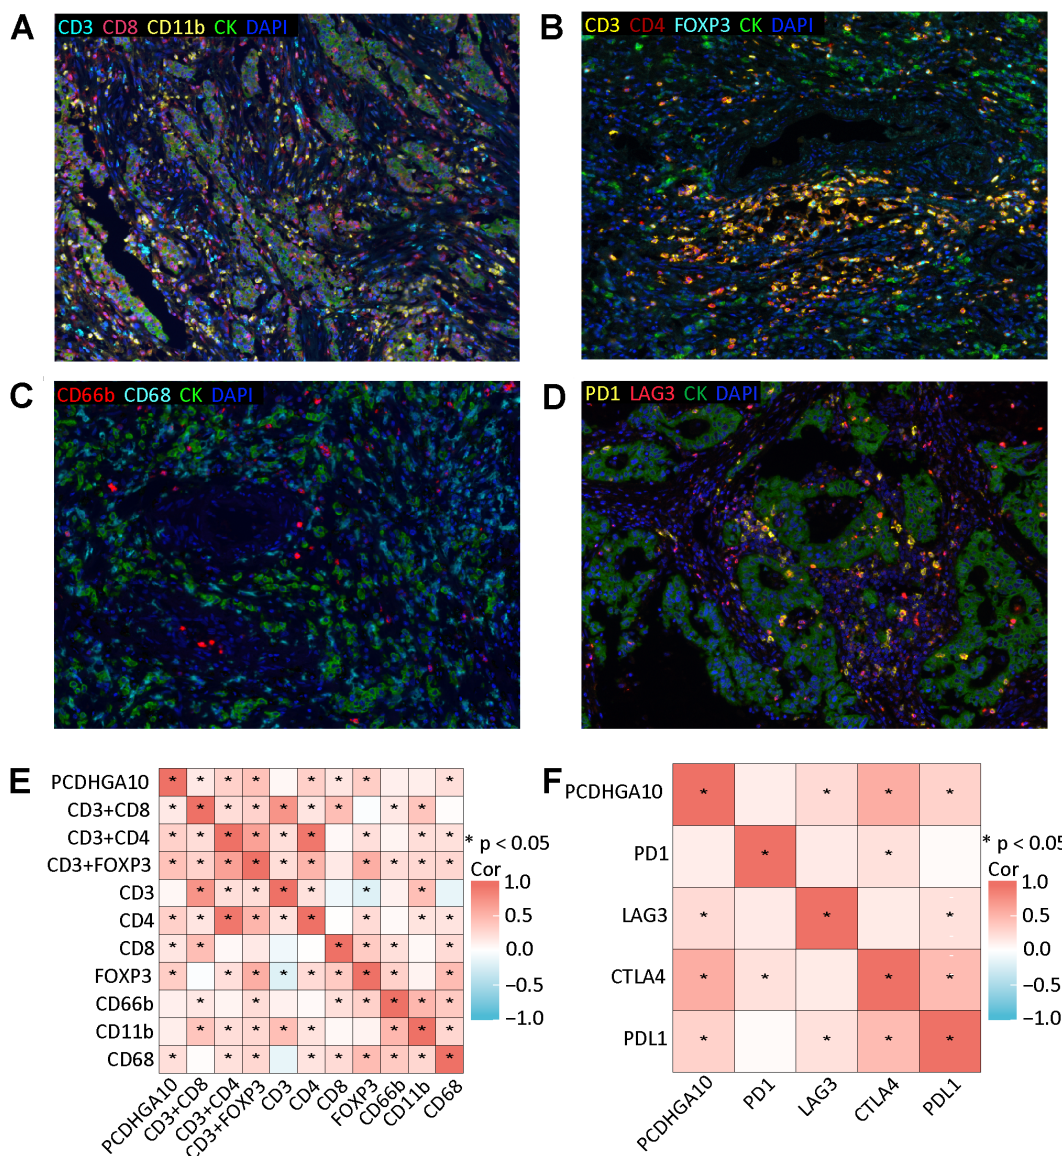 A
CD3 CD8 CD11b CK DAPI
B
CD3 CD4 FOXP3 CK DAPI
C
CD66b CD68 CK DAPI
D
PD1 LAG3 CK DAPI
E
PCDHGA10 * * * * * * * *  *
CD3+CD8 * * * * * * * * *
CD3+CD4 * * * * * * * * *
CD3+FOXP3 * * * * * * * * * *
CD3 * * * * * * *
CD4 * * * * * * * * *
CD8 * * * * * *
FOXP3 * * * * * * * * *
CD66b * * * * * * *
CD11b * * * * * * * *
CD68 * * * * * * * * *
PCDHGA10
CD3+CD8
CD3+CD4
CD3+FOXP3
CD3
CD4
CD8
FOXP3
CD66b
CD11b
CD68
* p < 0.05
Cor
1.0
0.5
0.0
−0.5
−1.0
F
PCDHGA10 * * * *
PD1 * *
LAG3 * * *
CTLA4 * * * *
PDL1 * * * *
PCDHGA10
PD1
LAG3
CTLA4
PDL1
* p < 0.05
Cor
1.0
0.5
0.0
−0.5
−1.0